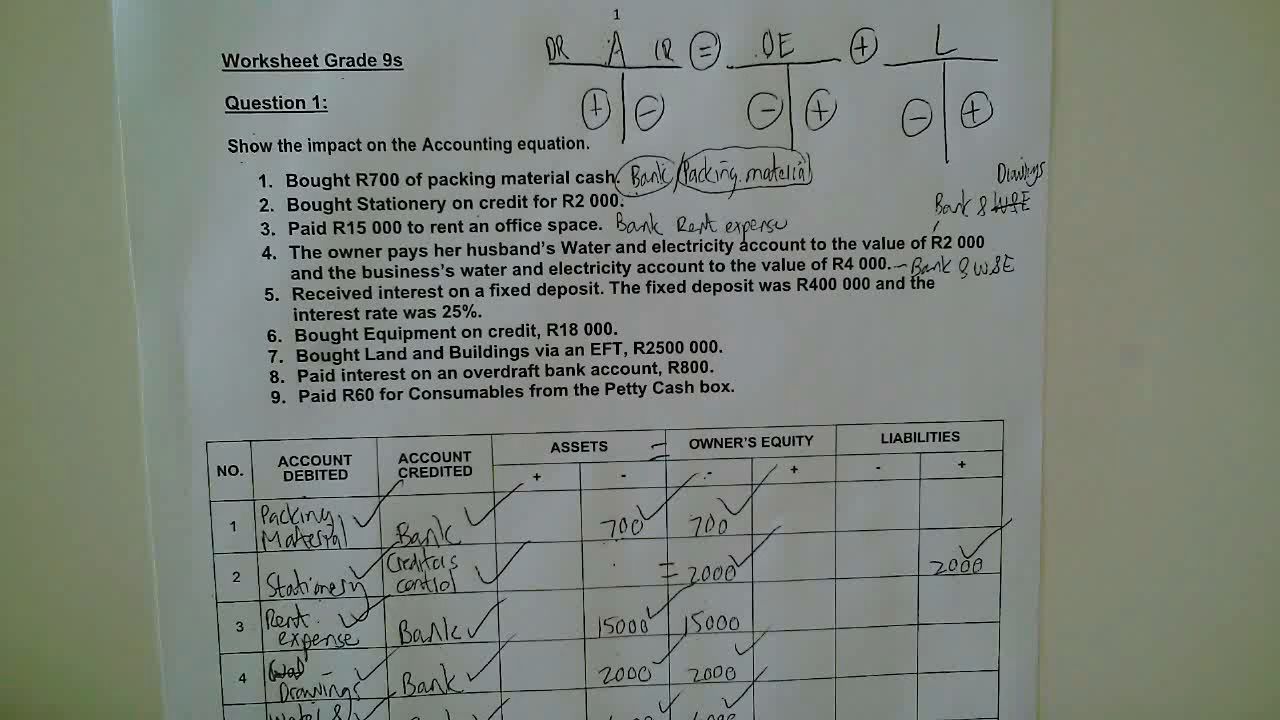 1
DR A CR = OE + L
Worksheet Grade 9s
+ - - + - +
Question 1:
Show the impact on the Accounting equation.
1. Bought R700 of packing material cash. Bank / Packing material
2. Bought Stationery on credit for R2 000.
3. Paid R15 000 to rent an office space. Bank Rent expense
Drawings
Bank & W&E
4. The owner pays her husband's Water and electricity account to the value of R2 000
and the business's water and electricity account to the value of R4 000. - Bank & W&E
5. Received interest on a fixed deposit. The fixed deposit was R400 000 and the
interest rate was 25%.
6. Bought Equipment on credit, R18 000.
7. Bought Land and Buildings via an EFT, R2500 000.
8. Paid interest on an overdraft bank account, R800.
9. Paid R60 for Consumables from the Petty Cash box.
NO. ACCOUNT DEBITED ACCOUNT CREDITED ASSETS = OWNER'S EQUITY LIABILITIES
+ - - + - +
1 Packing Material Bank 700 700
2 Stationery Creditors control = 2000 2000
3 Rent expense Bank 15000 15000
4 Drawings Bank 2000 2000
Water &